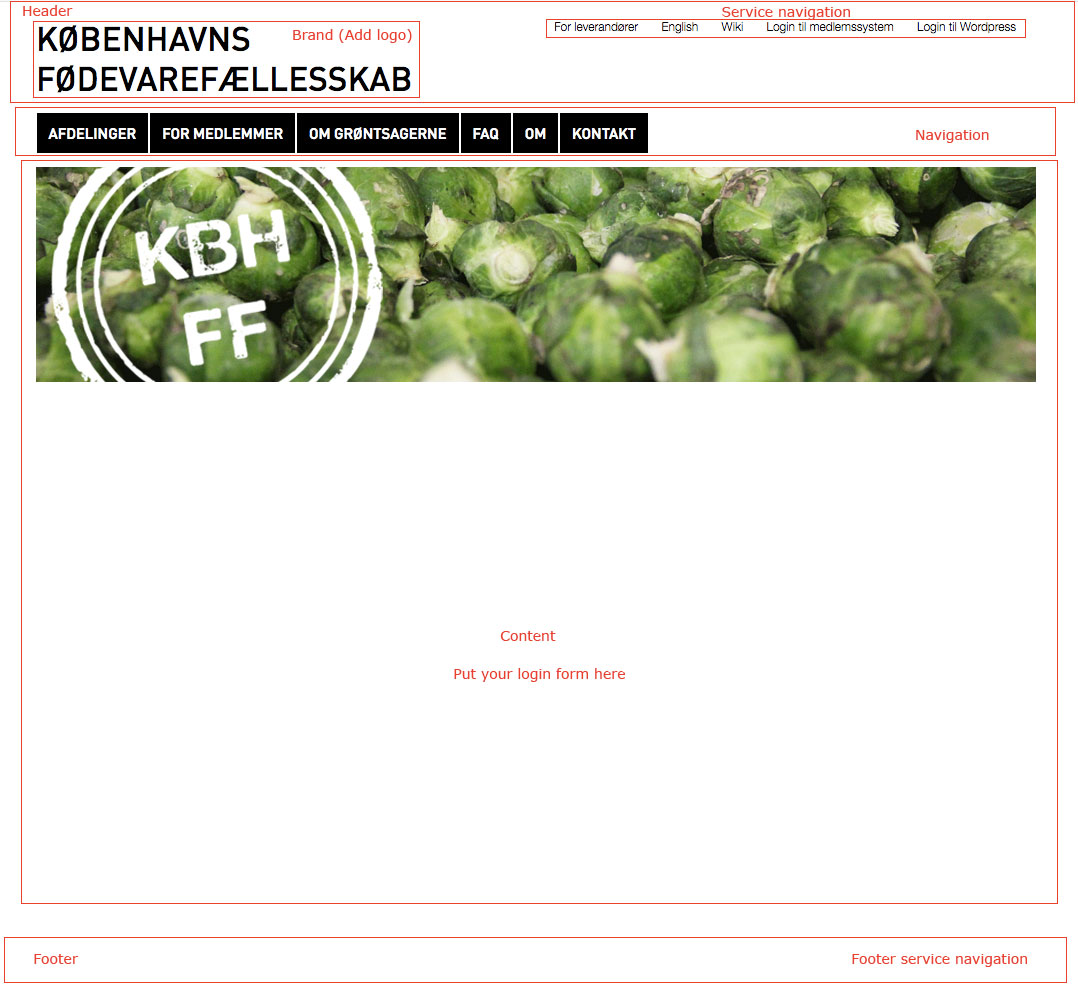 Header
Service navigation
KØBENHAVNS
Brand (Add logo)
FØDEVAREFÆLLESSKAB
For leverandører English Wiki Login til medlemssystem Login til Wordpress
AFDELINGER FOR MEDLEMMER OM GRØNTSAGERNE FAQ OM KONTAKT
Navigation
KBH
FF
Content
Put your login form here
Footer
Footer service navigation